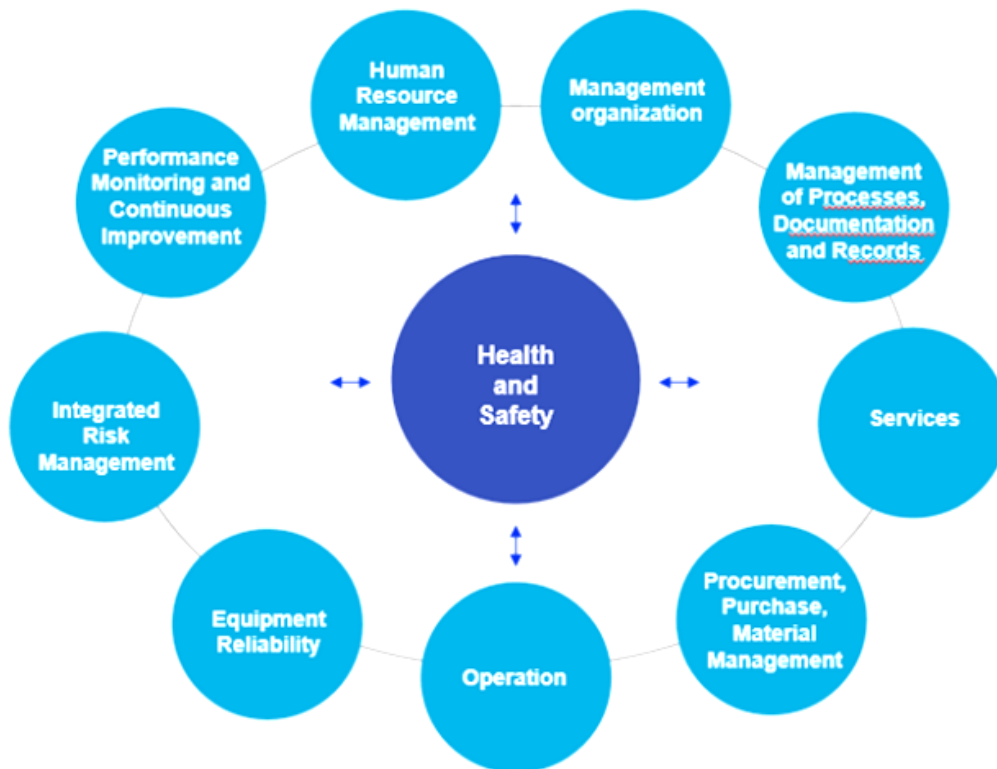 Human
Resource
Management
Management
organization
Management
of Processes,
Documentation
and Records
Services
Procurement,
Purchase,
Material
Management
Operation
Equipment
Reliability
Integrated
Risk
Management
Performance
Monitoring and
Continuous
Improvement
Health
and
Safety